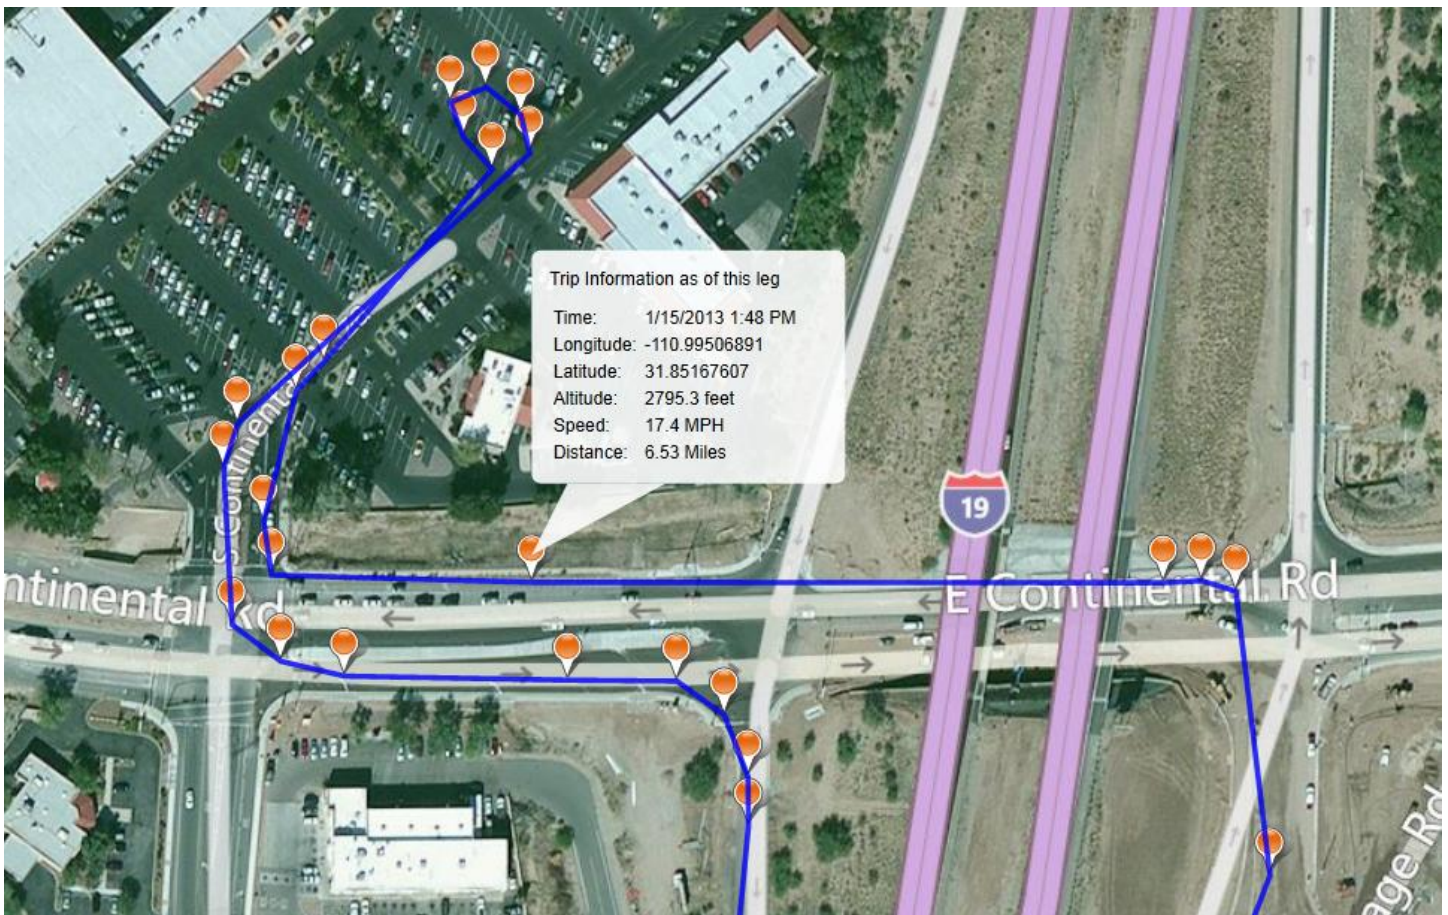 Trip Information as of this leg
Time: 1/15/2013 1:48 PM
Longitude: -110.99506891
Latitude: 31.85167607
Altitude: 2795.3 feet
Speed: 17.4 MPH
Distance: 6.53 Miles
S Continental
19
ntinental Rd
E Continental Rd
age Rd